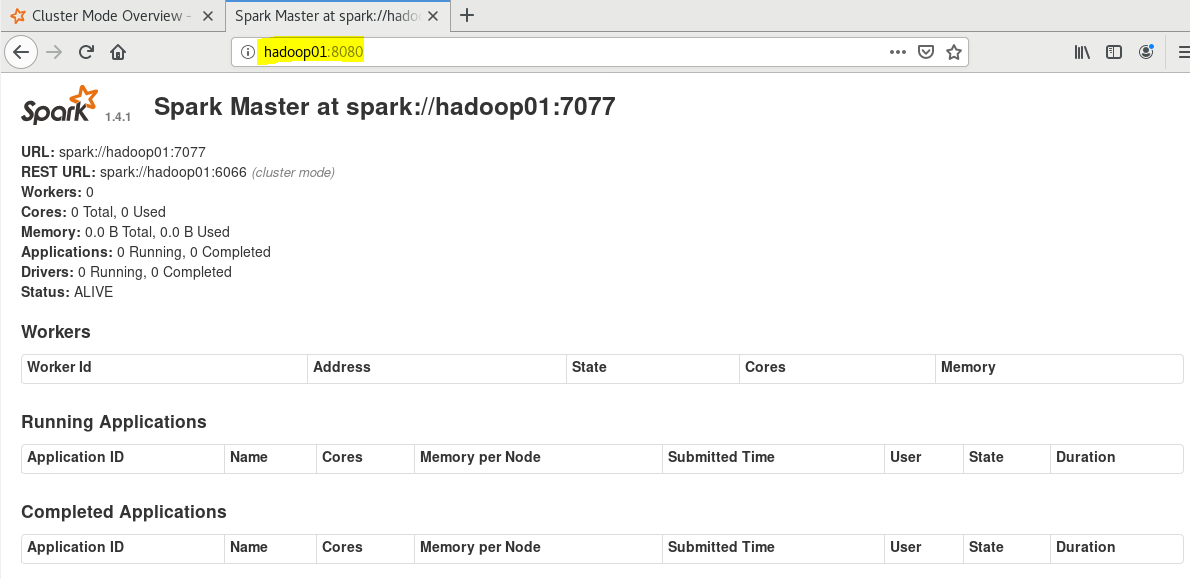 Cluster Mode Overview -
Spark Master at spark://hado
hadoop01:8080
Spark 1.4.1 Spark Master at spark://hadoop01:7077
URL: spark://hadoop01:7077
REST URL: spark://hadoop01:6066 (cluster mode)
Workers: 0
Cores: 0 Total, 0 Used
Memory: 0.0 B Total, 0.0 B Used
Applications: 0 Running, 0 Completed
Drivers: 0 Running, 0 Completed
Status: ALIVE
Workers
Worker Id Address State Cores Memory
Running Applications
Application ID Name Cores Memory per Node Submitted Time User State Duration
Completed Applications
Application ID Name Cores Memory per Node Submitted Time User State Duration